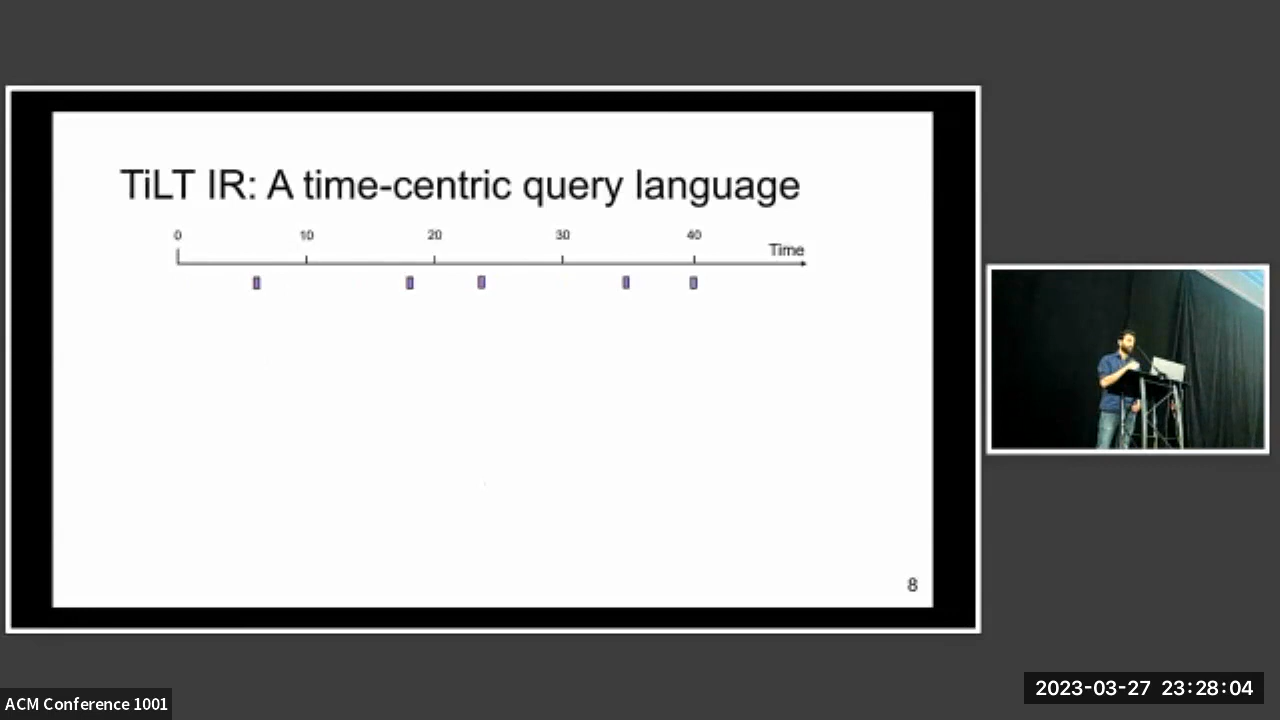 TiLT IR: A time-centric query language
0 10 20 30 40
Time
8
ACM Conference 1001
2023-03-27 23:28:04